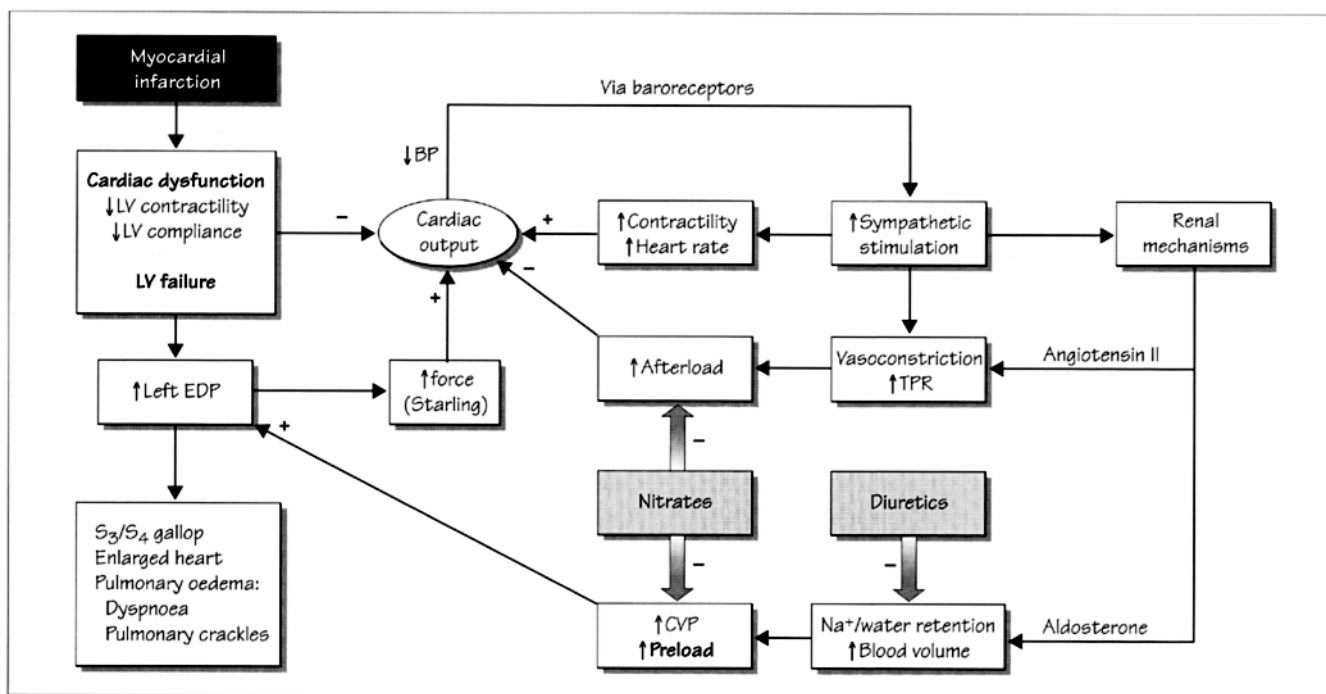 Myocardial
infarction
Via baroreceptors
↓BP
Cardiac dysfunction
↓LV contractility
↓LV compliance
LV failure
−
Cardiac
output
+
↑Contractility
↑Heart rate
↑Sympathetic
stimulation
Renal
mechanisms
−
+
↑Left EDP
↑force
(Starling)
↑Afterload
Vasoconstriction
↑TPR
Angiotensin II
+
−
Nitrates
Diuretics
−
−
S₃/S₄ gallop
Enlarged heart
Pulmonary oedema:
Dyspnoea
Pulmonary crackles
↑CVP
↑Preload
Na⁺/water retention
↑Blood volume
Aldosterone